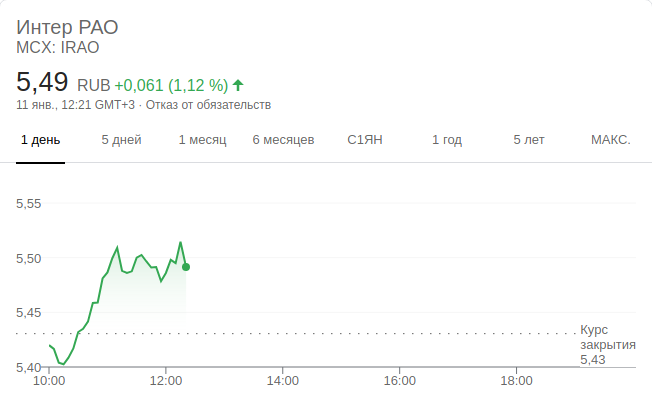 Интер РАО
MCX: IRAO
5,49 RUB +0,061 (1,12 %)
11 янв., 12:21 GMT+3 · Отказ от обязательств
1 день 5 дней 1 месяц 6 месяцев С1ЯН 1 год 5 лет МАКС.
5,55
5,50
5,45
Курс
закрытия
5,43
5,40
10:00 12:00 14:00 16:00 18:00